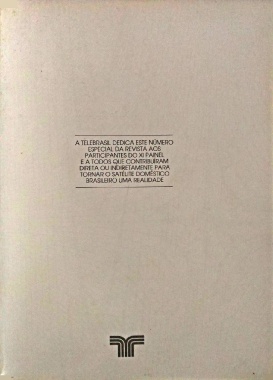 A TELEBRASIL DEDICA ESTE NÚMERO
ESPECIAL DA REVISTA AOS
PARTICIPANTES DO XI PAINEL
E A TODOS QUE CONTRIBUÍRAM
DIRETA OU INDIRETAMENTE PARA
TORNAR O SATÉLITE DOMÉSTICO
BRASILEIRO UMA REALIDADE